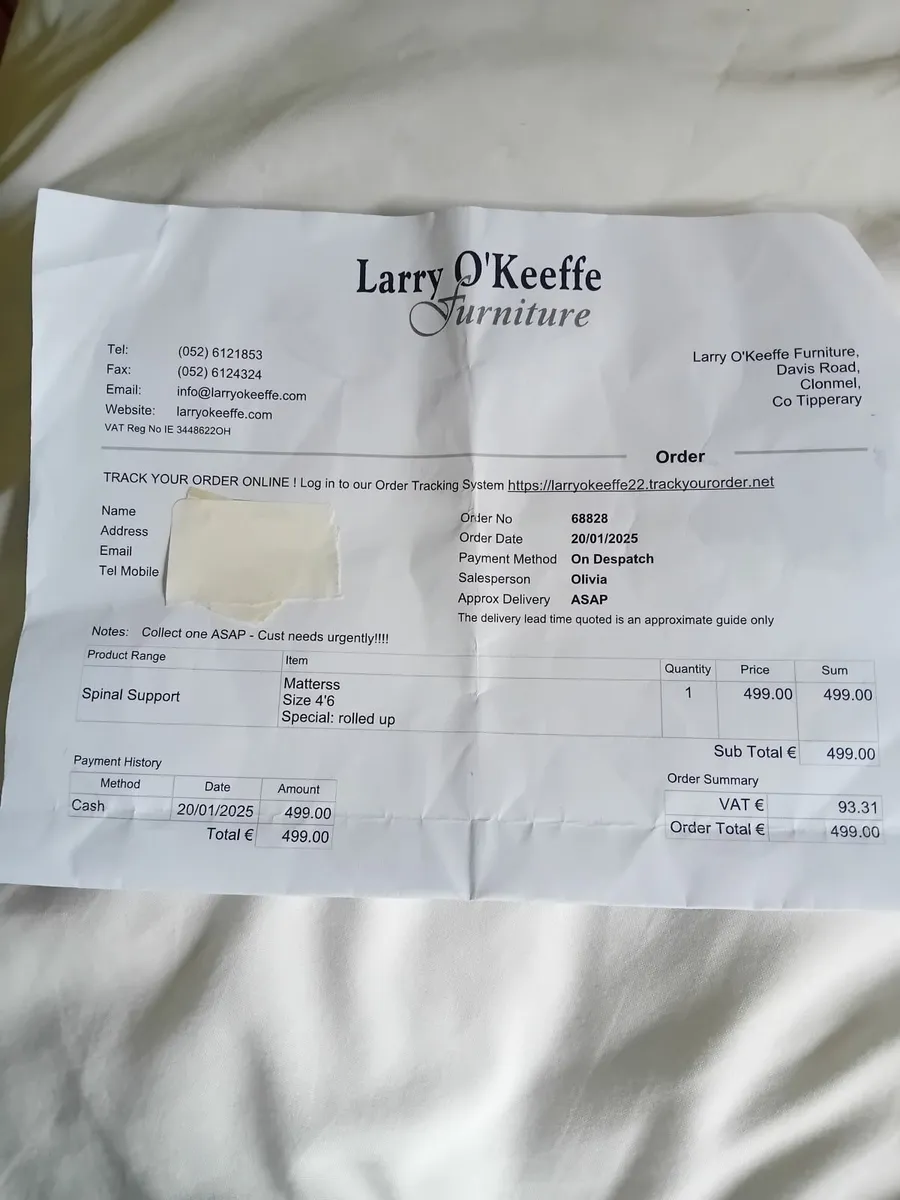 Larry O'Keeffe
Furniture
Tel: (052) 6121853
Fax: (052) 6124324
Email: info@larryokeeffe.com
Website: larryokeeffe.com
VAT Reg No IE 3448622OH
Larry O'Keeffe Furniture,
Davis Road,
Clonmel,
Co Tipperary
Order
TRACK YOUR ORDER ONLINE ! Log in to our Order Tracking System https://larryokeeffe22.trackyourorder.net
Name
Address
Email
Tel Mobile
Order No 68828
Order Date 20/01/2025
Payment Method On Despatch
Salesperson Olivia
Approx Delivery ASAP
The delivery lead time quoted is an approximate guide only
Notes: Collect one ASAP - Cust needs urgently!!!!
Product Range Item Quantity Price Sum
Spinal Support Matterss 1 499.00 499.00
Size 4'6
Special: rolled up
Sub Total € 499.00
Payment History
Method Date Amount
Cash 20/01/2025 499.00
Total € 499.00
Order Summary
VAT € 93.31
Order Total € 499.00